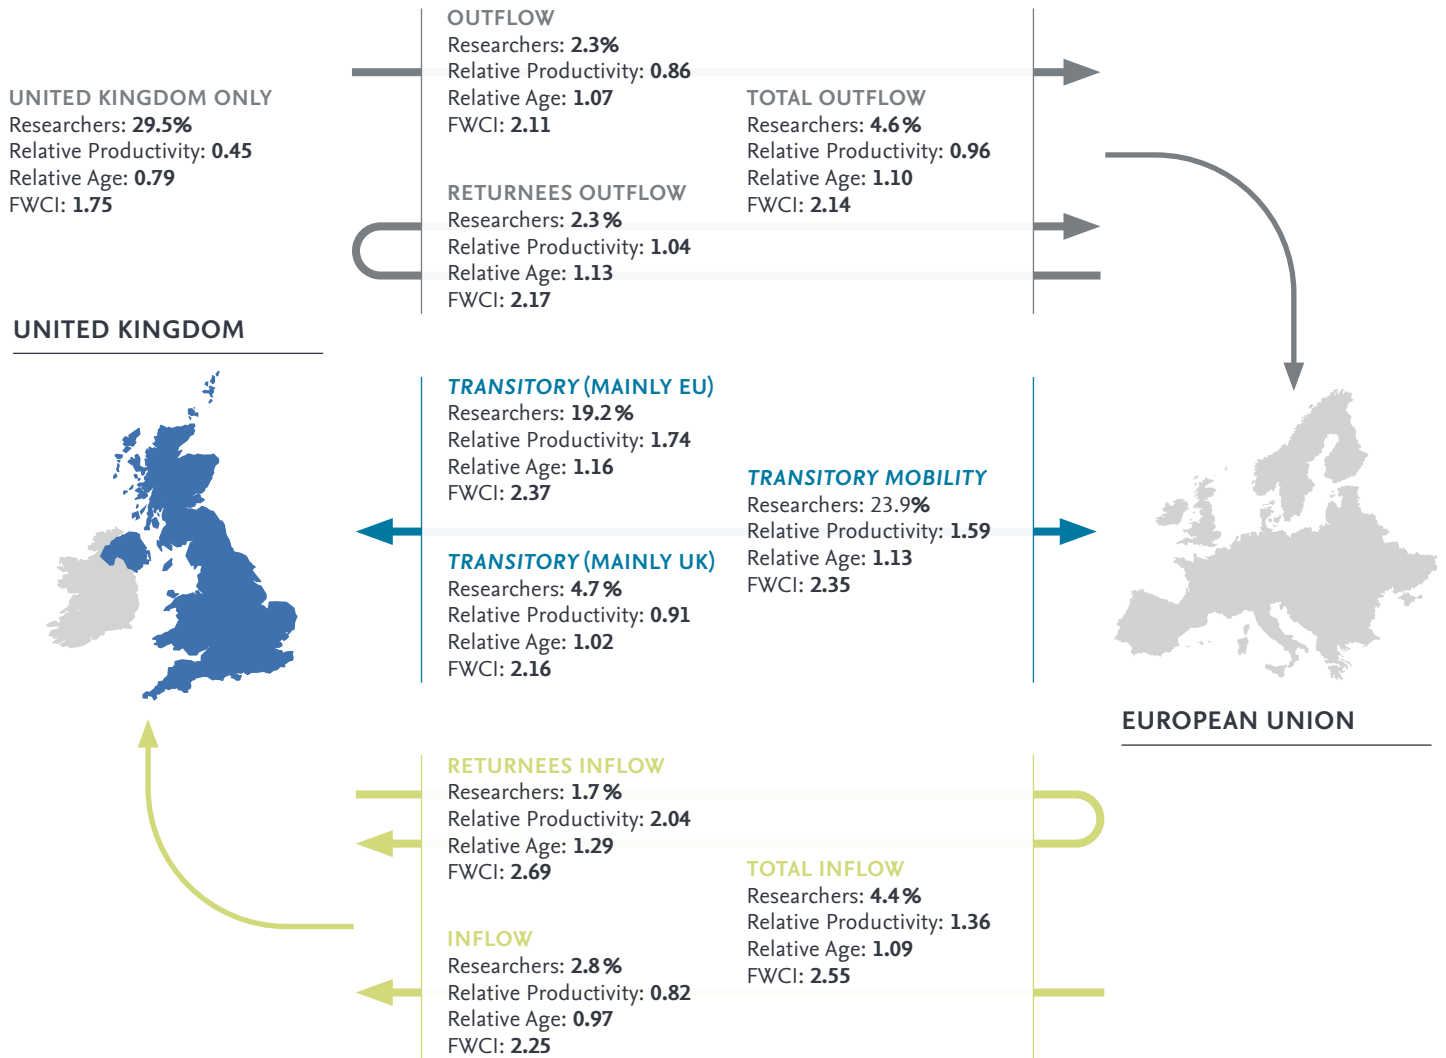 OUTFLOW
Researchers: 2.3%
Relative Productivity: 0.86
Relative Age: 1.07
FWCI: 2.11
UNITED KINGDOM ONLY
Researchers: 29.5%
Relative Productivity: 0.45
Relative Age: 0.79
FWCI: 1.75
TOTAL OUTFLOW
Researchers: 4.6%
Relative Productivity: 0.96
Relative Age: 1.10
FWCI: 2.14
RETURNEES OUTFLOW
Researchers: 2.3%
Relative Productivity: 1.04
Relative Age: 1.13
FWCI: 2.17
UNITED KINGDOM
TRANSITORY (MAINLY EU)
Researchers: 19.2%
Relative Productivity: 1.74
Relative Age: 1.16
FWCI: 2.37
TRANSITORY MOBILITY
Researchers: 23.9%
Relative Productivity: 1.59
Relative Age: 1.13
FWCI: 2.35
TRANSITORY (MAINLY UK)
Researchers: 4.7%
Relative Productivity: 0.91
Relative Age: 1.02
FWCI: 2.16
EUROPEAN UNION
RETURNEES INFLOW
Researchers: 1.7%
Relative Productivity: 2.04
Relative Age: 1.29
FWCI: 2.69
TOTAL INFLOW
Researchers: 4.4%
Relative Productivity: 1.36
Relative Age: 1.09
FWCI: 2.55
INFLOW
Researchers: 2.8%
Relative Productivity: 0.82
Relative Age: 0.97
FWCI: 2.25